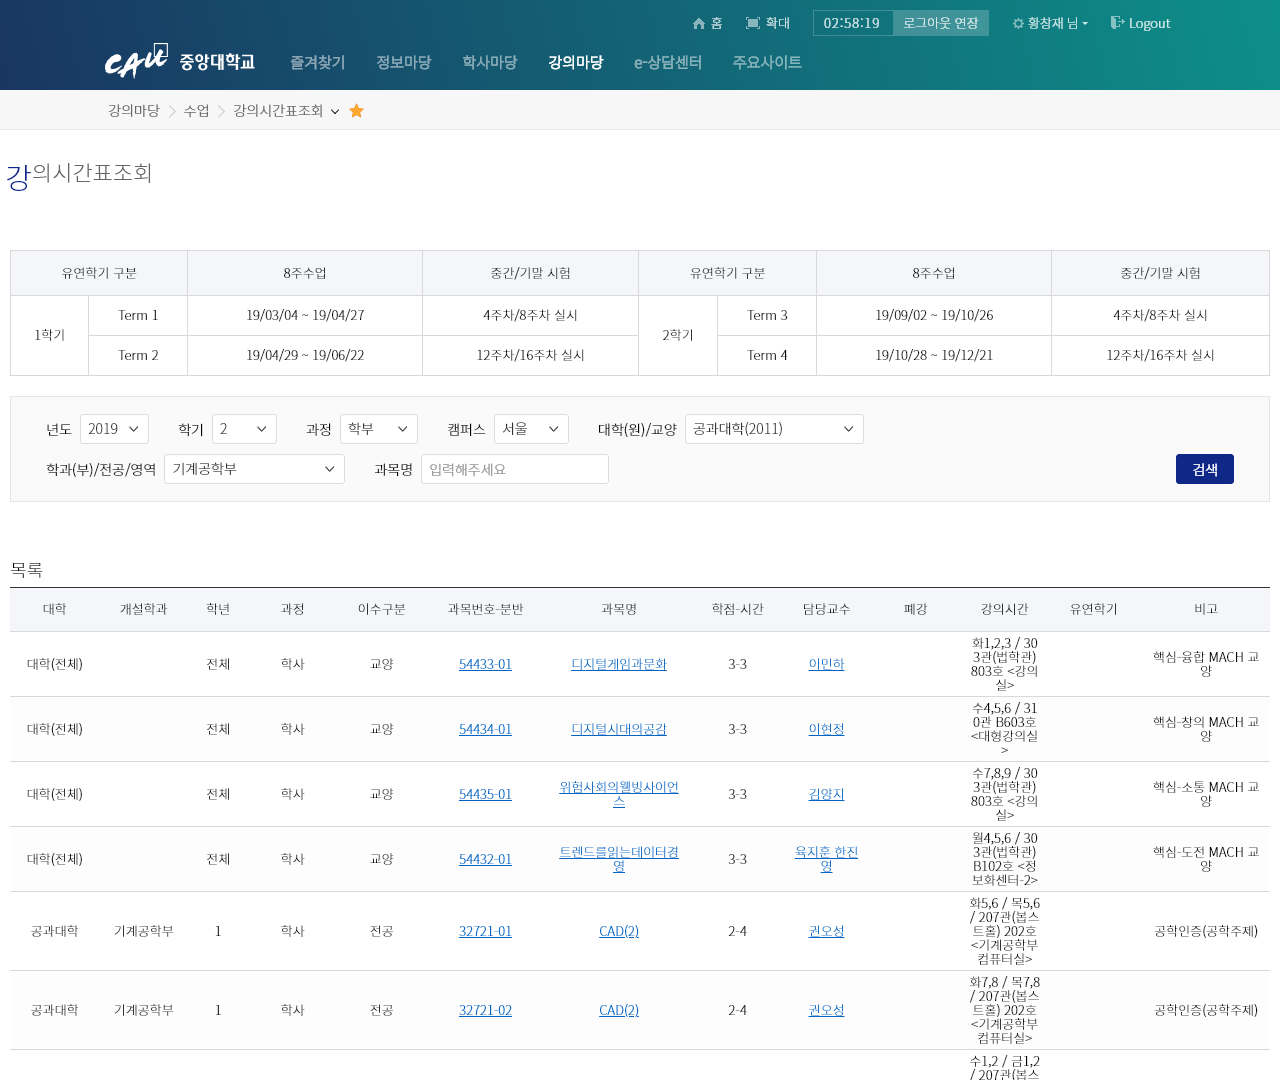 홈 확대 02:58:19 로그아웃 연장 황창재 님 Logout
CAU 중앙대학교 즐겨찾기 정보마당 학사마당 강의마당 e-상담센터 주요사이트
강의마당 수업 강의시간표조회
강의시간표조회
유연학기 구분 8주수업 중간/기말 시험 유연학기 구분 8주수업 중간/기말 시험
1학기 Term 1 19/03/04 ~ 19/04/27 4주차/8주차 실시 2학기 Term 3 19/09/02 ~ 19/10/26 4주차/8주차 실시
Term 2 19/04/29 ~ 19/06/22 12주차/16주차 실시 Term 4 19/10/28 ~ 19/12/21 12주차/16주차 실시
년도 2019 학기 2 과정 학부 캠퍼스 서울 대학(원)/교양 공과대학(2011)
학과(부)/전공/영역 기계공학부 과목명 입력해주세요 검색
목록
대학 개설학과 학년 과정 이수구분 과목번호-분반 과목명 학점-시간 담당교수 폐강 강의시간 유연학기 비고
대학(전체) 전체 학사 교양 54433-01 디지털게임과문화 3-3 이민하
화1,2,3 / 30
3관(법학관)
803호 <강의
실>
핵심-융합 MACH 교
양
대학(전체) 전체 학사 교양 54434-01 디지털시대의공감 3-3 이현정
수4,5,6 / 31
0관 B603호
<대형강의실
>
핵심-창의 MACH 교
양
대학(전체) 전체 학사 교양 54435-01
위험사회의웰빙사이언
스
3-3 김양지
수7,8,9 / 30
3관(법학관)
803호 <강의
실>
핵심-소통 MACH 교
양
대학(전체) 전체 학사 교양 54432-01
트렌드를읽는데이터경
영
3-3
육지훈 한진
영
월4,5,6 / 30
3관(법학관)
B102호 <정
보화센터-2>
핵심-도전 MACH 교
양
공과대학 기계공학부 1 학사 전공 32721-01 CAD(2) 2-4 권오성
화5,6 / 목5,6
/ 207관(봅스
트홀) 202호
<기계공학부
컴퓨터실>
공학인증(공학주제)
공과대학 기계공학부 1 학사 전공 32721-02 CAD(2) 2-4 권오성
화7,8 / 목7,8
/ 207관(봅스
트홀) 202호
<기계공학부
컴퓨터실>
공학인증(공학주제)
수1,2 / 금1,2
/ 207관(봅스